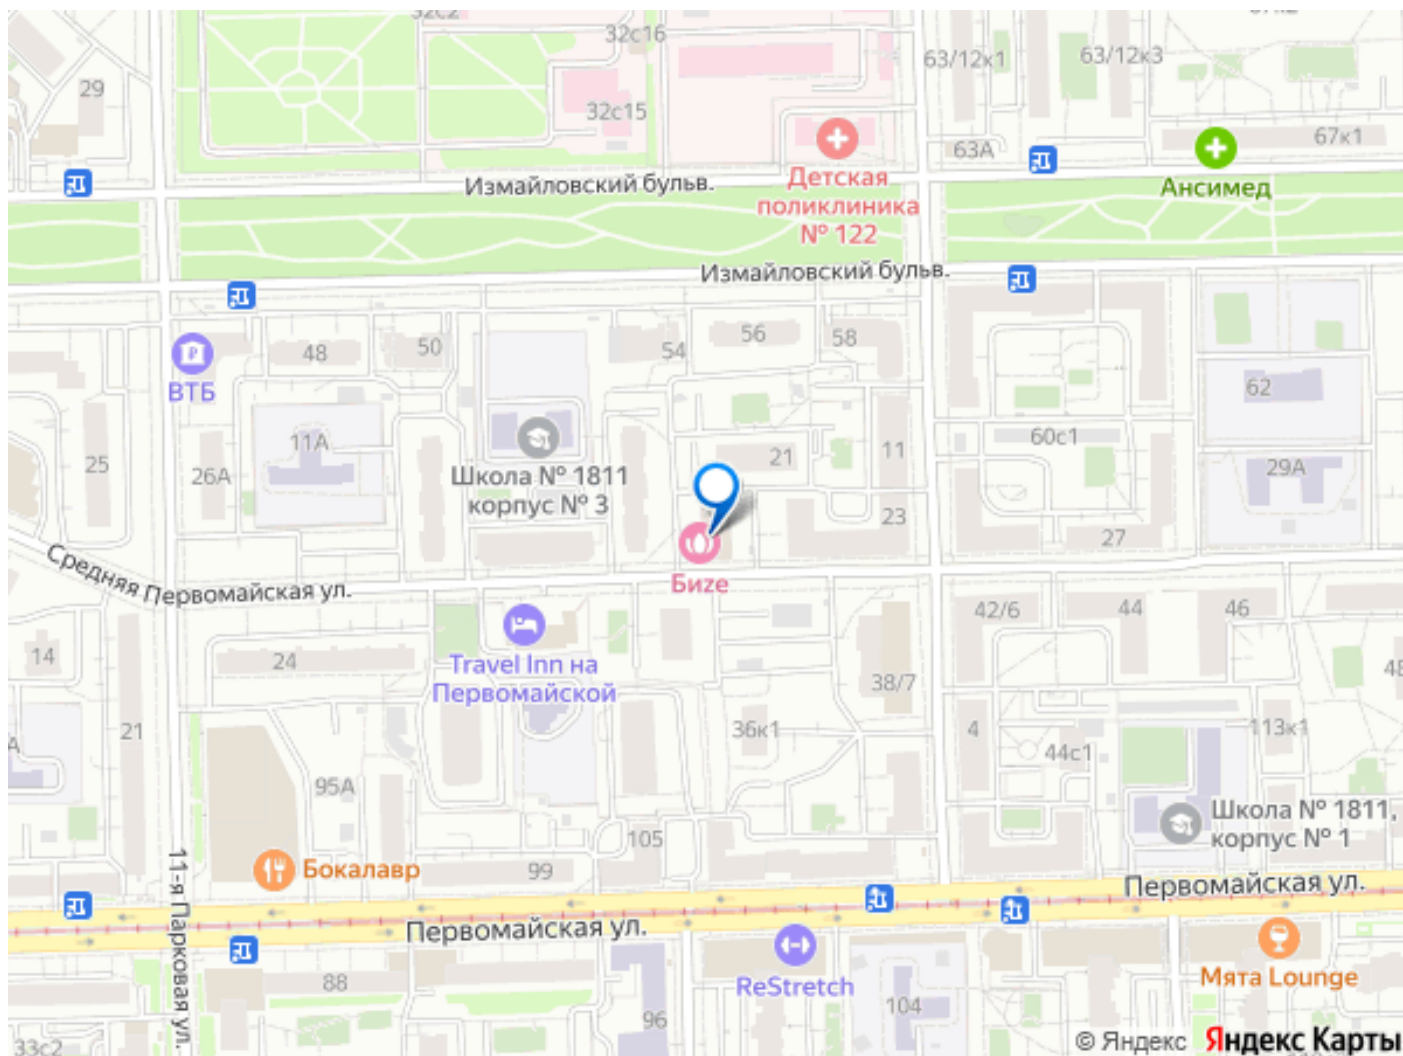 32с2
32с16
63/12к1
63/12к3
29
32с15
67к1
63А
Измайловский бульв.
Детская
поликлиника
№ 122
Ансимед
Измайловский бульв.
48
50
54
56
58
ВТБ
62
11А
60с1
25
26А
Школа № 1811
корпус № 3
21
11
29А
23
27
Средняя Первомайская ул.
Биze
42/6
44
46
14
24
Travel Inn на
Первомайской
38/7
48
21
А
36к1
4
44с1
113к1
95А
105
Школа № 1811,
корпус № 1
Бокалавр
99
11-я Парковая ул.
Первомайская ул.
Первомайская ул.
88
ReStretch
Мята Lounge
96
104
33с2
© Яндекс Яндекс Карты